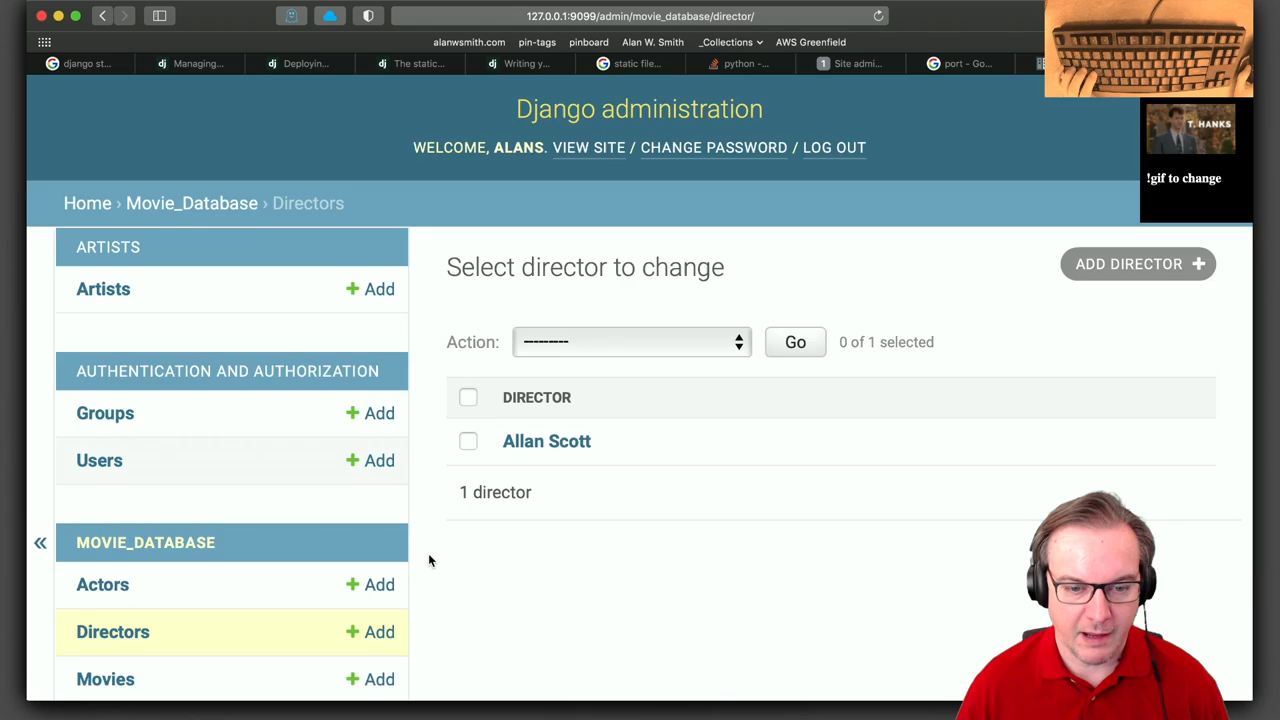 127.0.0.1:9099/admin/movie_database/director/
alanwsmith.com pin-tags pinboard Alan W. Smith _Collections AWS Greenfield
django st... Managing... Deployin... The static... Writing y... static file... python -... 1 Site admi... port - Go...
Django administration
WELCOME, ALANS. VIEW SITE / CHANGE PASSWORD / LOG OUT
T. HANKS
!gif to change
Home › Movie_Database › Directors
ARTISTS
Artists + Add
AUTHENTICATION AND AUTHORIZATION
Groups + Add
Users + Add
«
MOVIE_DATABASE
Actors + Add
Directors + Add
Movies + Add
Select director to change
ADD DIRECTOR +
Action: --------- Go 0 of 1 selected
DIRECTOR
Allan Scott
1 director